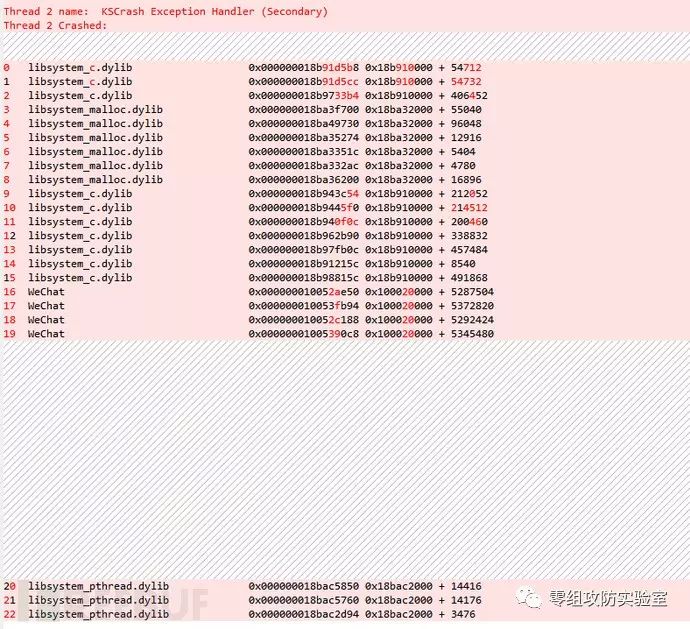 Thread 2 name:  KSCrash Exception Handler (Secondary)
Thread 2 Crashed:
0 libsystem_c.dylib 0x000000018b91d5b8 0x18b910000 + 54712
1 libsystem_c.dylib 0x000000018b91d5cc 0x18b910000 + 54732
2 libsystem_c.dylib 0x000000018b9733b4 0x18b910000 + 406452
3 libsystem_malloc.dylib 0x000000018ba3f700 0x18ba32000 + 55040
4 libsystem_malloc.dylib 0x000000018ba49730 0x18ba32000 + 96048
5 libsystem_malloc.dylib 0x000000018ba35274 0x18ba32000 + 12916
6 libsystem_malloc.dylib 0x000000018ba3351c 0x18ba32000 + 5404
7 libsystem_malloc.dylib 0x000000018ba332ac 0x18ba32000 + 4780
8 libsystem_malloc.dylib 0x000000018ba36200 0x18ba32000 + 16896
9 libsystem_c.dylib 0x000000018b943c54 0x18b910000 + 212052
10 libsystem_c.dylib 0x000000018b9445f0 0x18b910000 + 214512
11 libsystem_c.dylib 0x000000018b940f0c 0x18b910000 + 200460
12 libsystem_c.dylib 0x000000018b962b90 0x18b910000 + 338832
13 libsystem_c.dylib 0x000000018b97fb0c 0x18b910000 + 457484
14 libsystem_c.dylib 0x000000018b91215c 0x18b910000 + 8540
15 libsystem_c.dylib 0x000000018b98815c 0x18b910000 + 491868
16 WeChat 0x000000010052ae50 0x100020000 + 5287504
17 WeChat 0x000000010053fb94 0x100020000 + 5372820
18 WeChat 0x000000010052c188 0x100020000 + 5292424
19 WeChat 0x00000001005390c8 0x100020000 + 5345480
20 libsystem_pthread.dylib 0x000000018bac5850 0x18bac2000 + 14416
21 libsystem_pthread.dylib 0x000000018bac5760 0x18bac2000 + 14176
22 libsystem_pthread.dylib 0x000000018bac2d94 0x18bac2000 + 3476
零组攻防实验室